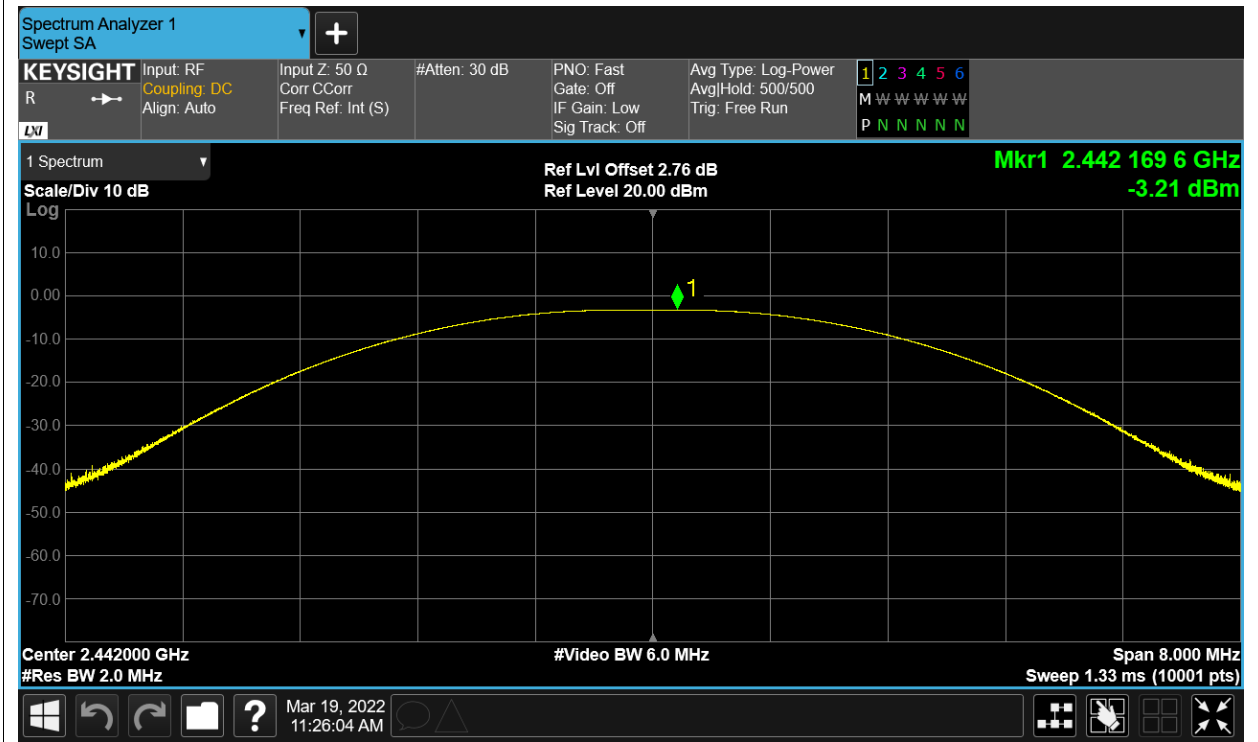 Spectrum Analyzer 1
Swept SA
+
KEYSIGHT
R
LXI
Input: RF
Coupling: DC
Align: Auto
Input Z: 50 Ω
Corr CCorr
Freq Ref: Int (S)
#Atten: 30 dB
PNO: Fast
Gate: Off
IF Gain: Low
Sig Track: Off
Avg Type: Log-Power
Avg|Hold: 500/500
Trig: Free Run
1 2 3 4 5 6
M W W W W W
P N N N N N
1 Spectrum
Scale/Div 10 dB
Log
Ref Lvl Offset 2.76 dB
Ref Level 20.00 dBm
Mkr1 2.442 169 6 GHz
-3.21 dBm
1
10.0
0.00
-10.0
-20.0
-30.0
-40.0
-50.0
-60.0
-70.0
Center 2.442000 GHz
#Res BW 2.0 MHz
#Video BW 6.0 MHz
Span 8.000 MHz
Sweep 1.33 ms (10001 pts)
?
Mar 19, 2022
11:26:04 AM